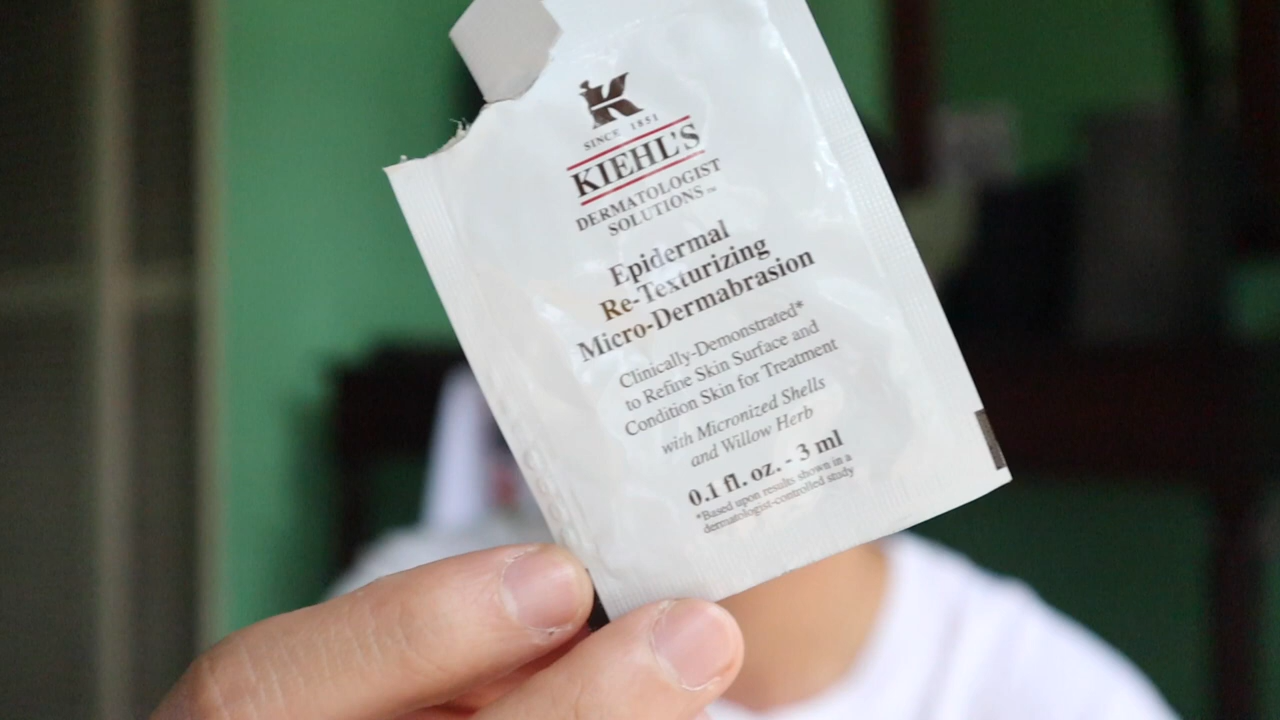 K
SINCE 1851
KIEHL'S
DERMATOLOGIST
SOLUTIONS™
Epidermal
Re-Texturizing
Micro-Dermabrasion
Clinically-Demonstrated*
to Refine Skin Surface and
Condition Skin for Treatment
with Micronized Shells
and Willow Herb
0.1 fl. oz. - 3 ml
*Based upon results shown in a
dermatologist-controlled study